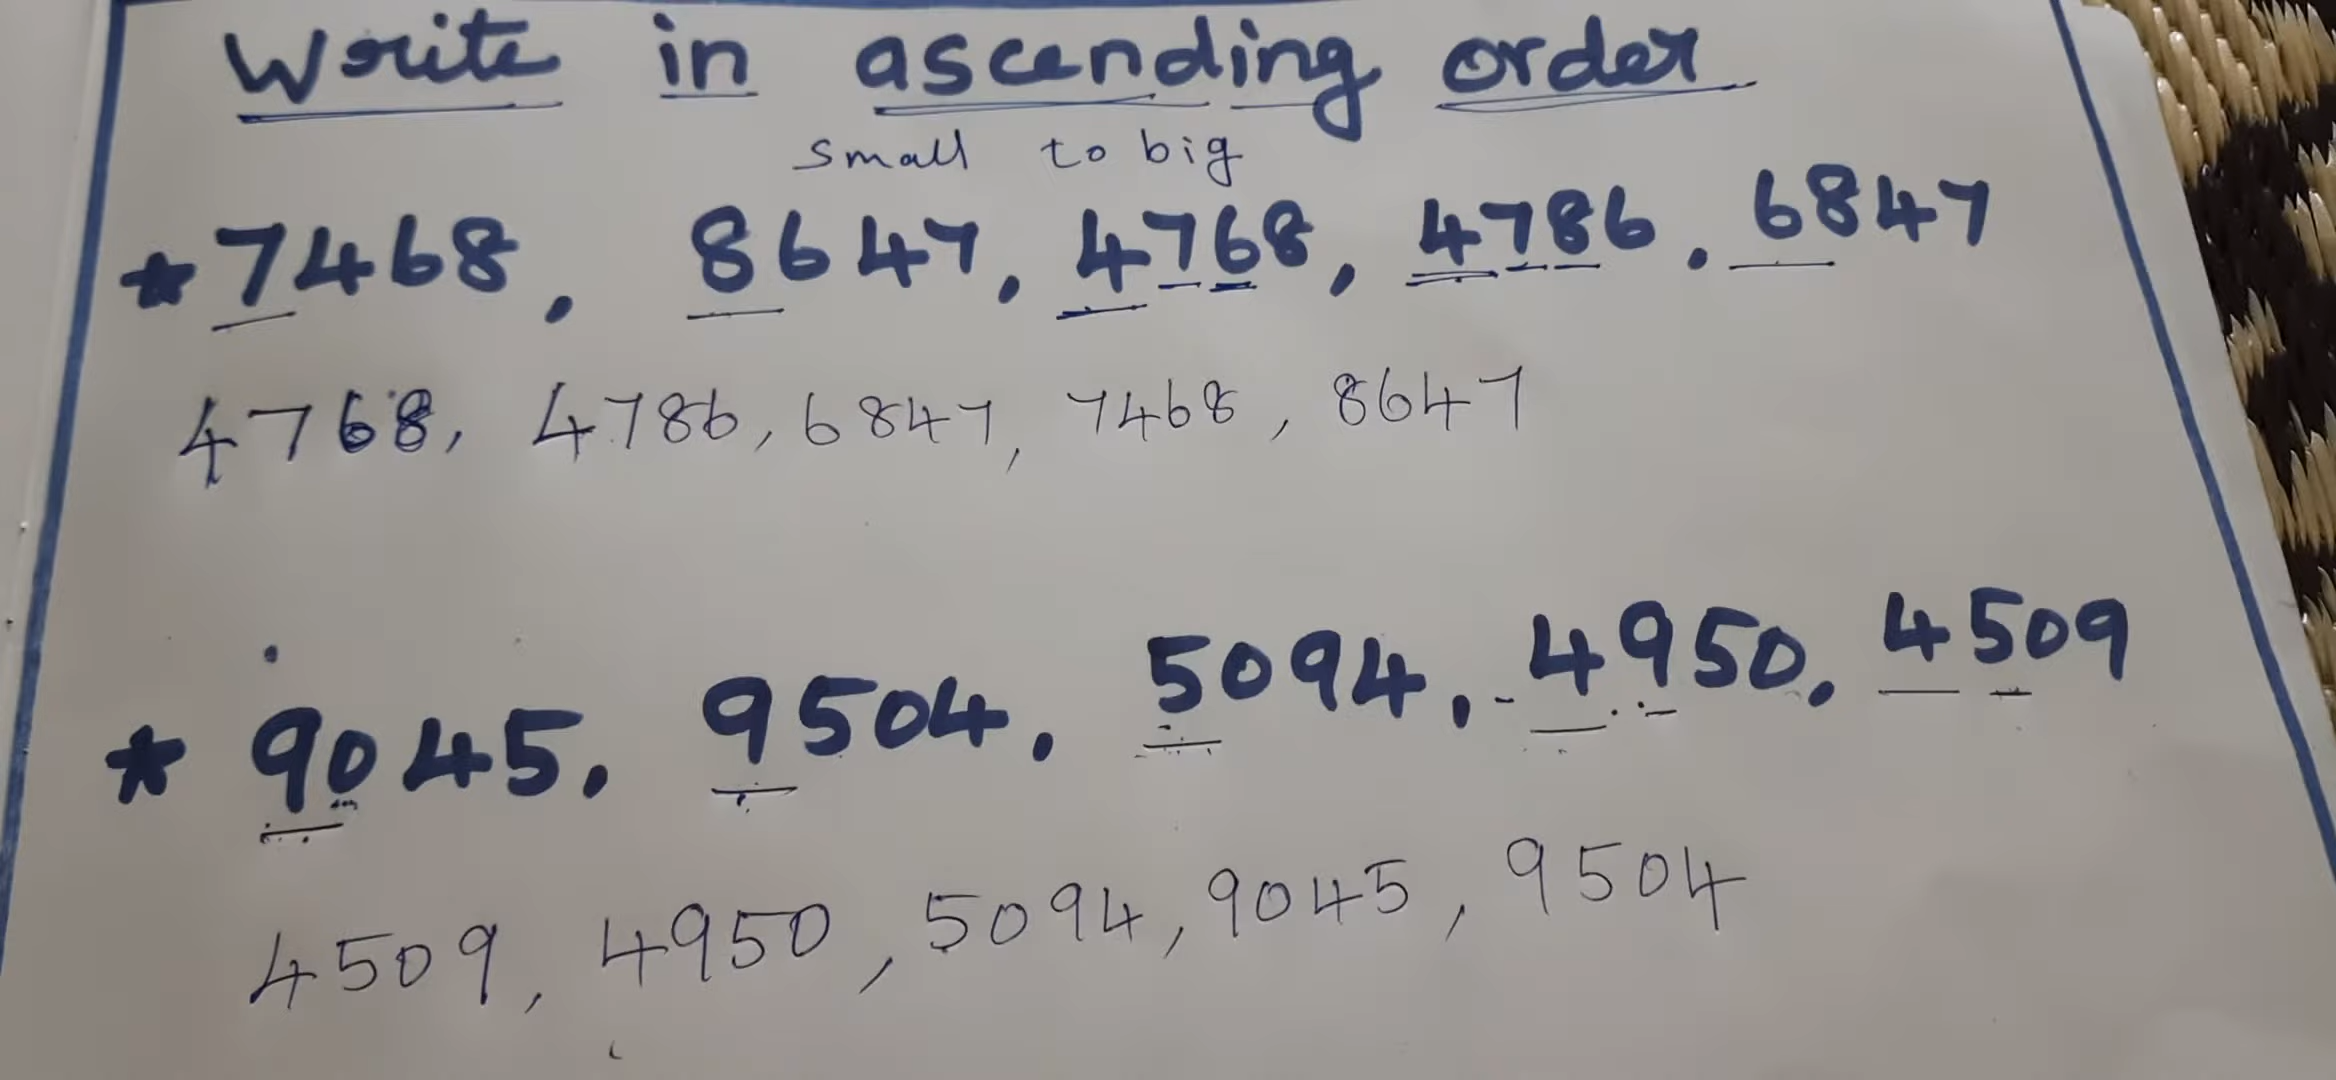 Write in ascending order
small to big
* 7468, 8647, 4768, 4786, 6847
4768, 4786, 6847, 7468, 8647
* 9045, 9504, 5094, 4950, 4509
4509, 4950, 5094, 9045, 9504